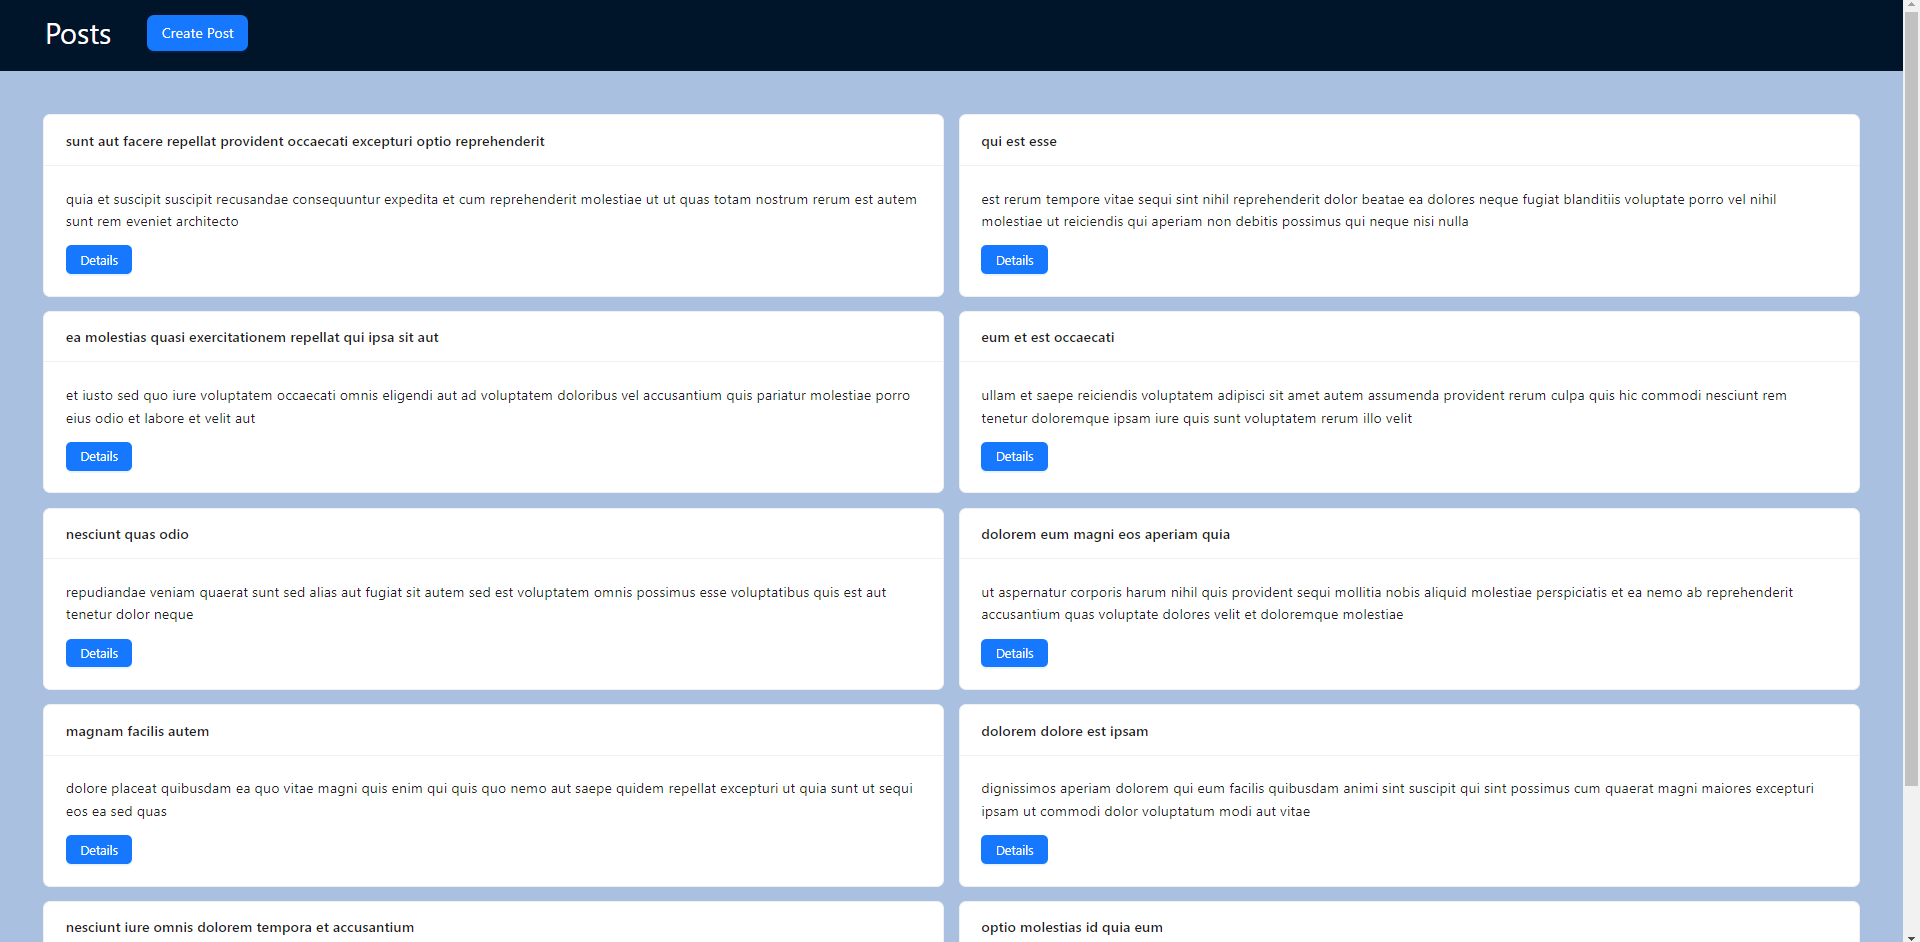 Posts
Create Post
sunt aut facere repellat provident occaecati excepturi optio reprehenderit
quia et suscipit suscipit recusandae consequuntur expedita et cum reprehenderit molestiae ut ut quas totam nostrum rerum est autem
sunt rem eveniet architecto
Details
qui est esse
est rerum tempore vitae sequi sint nihil reprehenderit dolor beatae ea dolores neque fugiat blanditiis voluptate porro vel nihil
molestiae ut reiciendis qui aperiam non debitis possimus qui neque nisi nulla
Details
ea molestias quasi exercitationem repellat qui ipsa sit aut
et iusto sed quo iure voluptatem occaecati omnis eligendi aut ad voluptatem doloribus vel accusantium quis pariatur molestiae porro
eius odio et labore et velit aut
Details
eum et est occaecati
ullam et saepe reiciendis voluptatem adipisci sit amet autem assumenda provident rerum culpa quis hic commodi nesciunt rem
tenetur doloremque ipsam iure quis sunt voluptatem rerum illo velit
Details
nesciunt quas odio
repudiandae veniam quaerat sunt sed alias aut fugiat sit autem sed est voluptatem omnis possimus esse voluptatibus quis est aut
tenetur dolor neque
Details
dolorem eum magni eos aperiam quia
ut aspernatur corporis harum nihil quis provident sequi mollitia nobis aliquid molestiae perspiciatis et ea nemo ab reprehenderit
accusantium quas voluptate dolores velit et doloremque molestiae
Details
magnam facilis autem
dolore placeat quibusdam ea quo vitae magni quis enim qui quis quo nemo aut saepe quidem repellat excepturi ut quia sunt ut sequi
eos ea sed quas
Details
dolorem dolore est ipsam
dignissimos aperiam dolorem qui eum facilis quibusdam animi sint suscipit qui sint possimus cum quaerat magni maiores excepturi
ipsam ut commodi dolor voluptatum modi aut vitae
Details
nesciunt iure omnis dolorem tempora et accusantium
optio molestias id quia eum